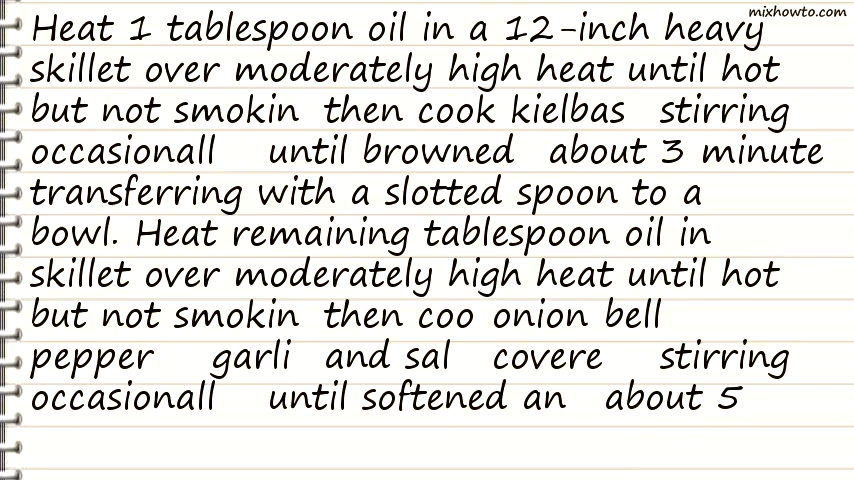 mixhowto.com
Heat 1 tablespoon oil in a 12-inch heavy
skillet over moderately high heat until hot
but not smokin then cook kielbas stirring
occasionall until browned about 3 minute
transferring with a slotted spoon to a
bowl. Heat remaining tablespoon oil in
skillet over moderately high heat until hot
but not smokin then coo onion bell
pepper garli and sal covere stirring
occasionall until softened an about 5